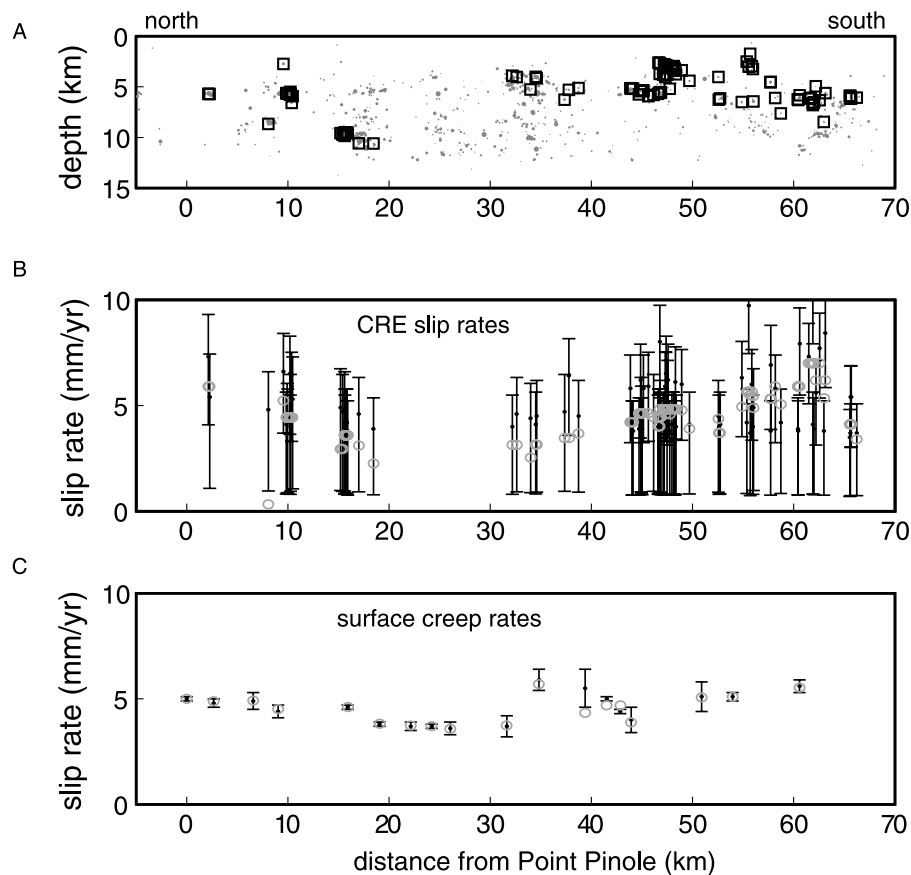 north
south
A
0
5
10
15
depth (km)
0 10 20 30 40 50 60 70
B
10
5
0
slip rate (mm/yr)
CRE slip rates
0 10 20 30 40 50 60 70
C
10
5
0
slip rate (mm/yr)
surface creep rates
0 10 20 30 40 50 60 70
distance from Point Pinole (km)